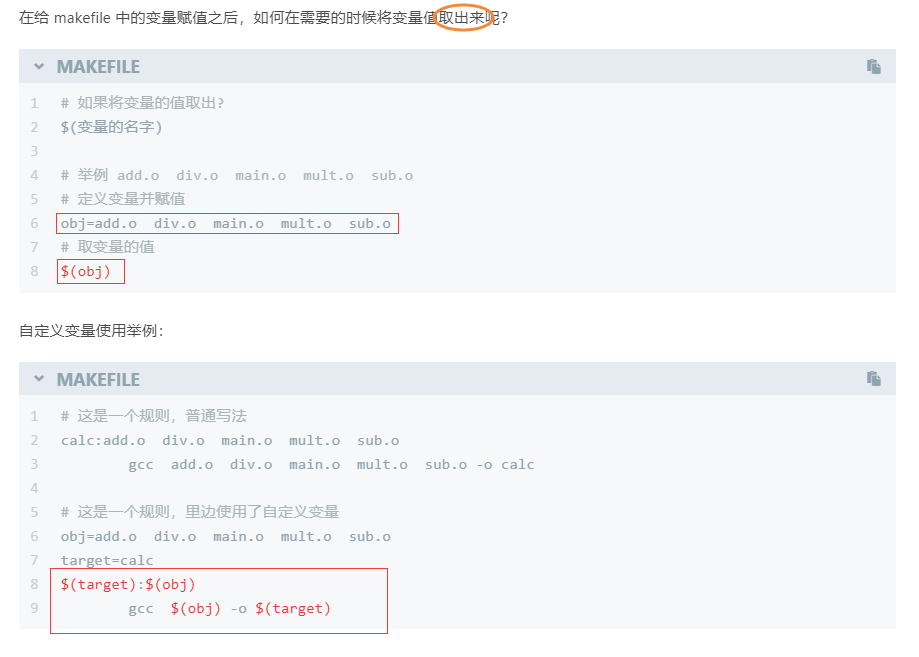 在给 makefile 中的变量赋值之后，如何在需要的时候将变量值取出来呢?
MAKEFILE
1 # 如果将变量的值取出?
2 $(变量的名字)
3
4 # 举例 add.o  div.o  main.o  mult.o  sub.o
5 # 定义变量并赋值
6 obj=add.o  div.o  main.o  mult.o  sub.o
7 # 取变量的值
8 $(obj)
自定义变量使用举例：
MAKEFILE
1 # 这是一个规则，普通写法
2 calc:add.o  div.o  main.o  mult.o  sub.o
3         gcc  add.o  div.o  main.o  mult.o  sub.o -o calc
4
5 # 这是一个规则，里边使用了自定义变量
6 obj=add.o  div.o  main.o  mult.o  sub.o
7 target=calc
8 $(target):$(obj)
9         gcc  $(obj) -o $(target)